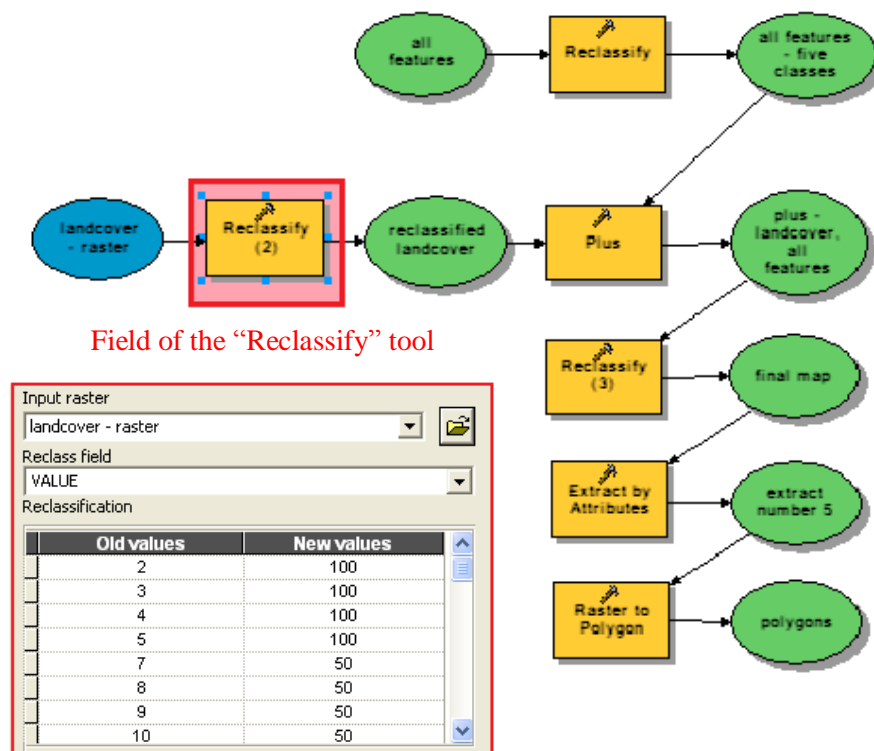 all
features
Reclassify
all features
- five
classes
landcover
- raster
Reclassify
(2)
reclassified
landcover
Plus
plus -
landcover,
all
features
Field of the “Reclassify” tool
Reclassify
(3)
final map
Extract by
Attributes
extract
number 5
Raster to
Polygon
polygons
Input raster
landcover - raster
Reclass field
VALUE
Reclassification
Old values New values
2 100
3 100
4 100
5 100
7 50
8 50
9 50
10 50